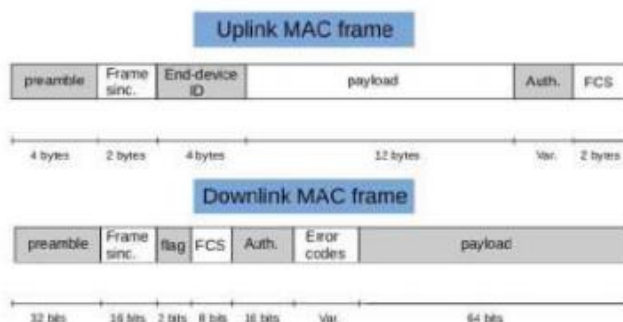 Uplink MAC frame
preamble Frame sinc. End-device ID payload Auth. FCS
4 bytes 2 bytes 4 bytes 12 bytes Var. 2 bytes
Downlink MAC frame
preamble Frame sinc. flag FCS Auth. Error codes payload
32 bits 16 bits 2 bits 8 bits 16 bits Var. 64 bits